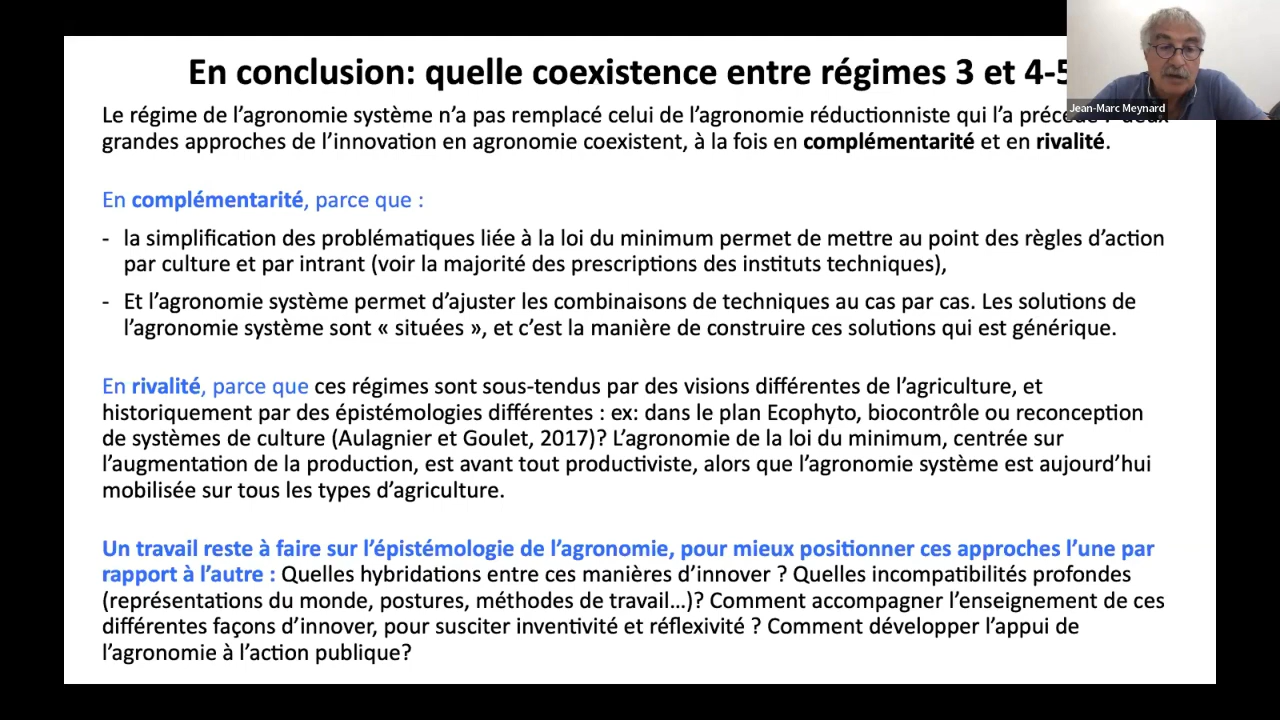 En conclusion: quelle coexistence entre régimes 3 et 4-5
Jean-Marc Meynard
Le régime de l’agronomie système n’a pas remplacé celui de l’agronomie réductionniste qui l’a
grandes approches de l’innovation en agronomie coexistent, à la fois en complémentarité et en rivalité.
En complémentarité, parce que :
- la simplification des problématiques liée à la loi du minimum permet de mettre au point des règles d’action
par culture et par intrant (voir la majorité des prescriptions des instituts techniques),
- Et l’agronomie système permet d’ajuster les combinaisons de techniques au cas par cas. Les solutions de
l’agronomie système sont « situées », et c’est la manière de construire ces solutions qui est générique.
En rivalité, parce que ces régimes sont sous-tendus par des visions différentes de l’agriculture, et
historiquement par des épistémologies différentes : ex: dans le plan Ecophyto, biocontrôle ou reconception
de systèmes de culture (Aulagnier et Goulet, 2017)? L’agronomie de la loi du minimum, centrée sur
l’augmentation de la production, est avant tout productiviste, alors que l’agronomie système est aujourd’hui
mobilisée sur tous les types d’agriculture.
Un travail reste à faire sur l’épistémologie de l’agronomie, pour mieux positionner ces approches l’une par
rapport à l’autre : Quelles hybridations entre ces manières d’innover ? Quelles incompatibilités profondes
(représentations du monde, postures, méthodes de travail…)? Comment accompagner l’enseignement de ces
différentes façons d’innover, pour susciter inventivité et réflexivité ? Comment développer l’appui de
l’agronomie à l’action publique?